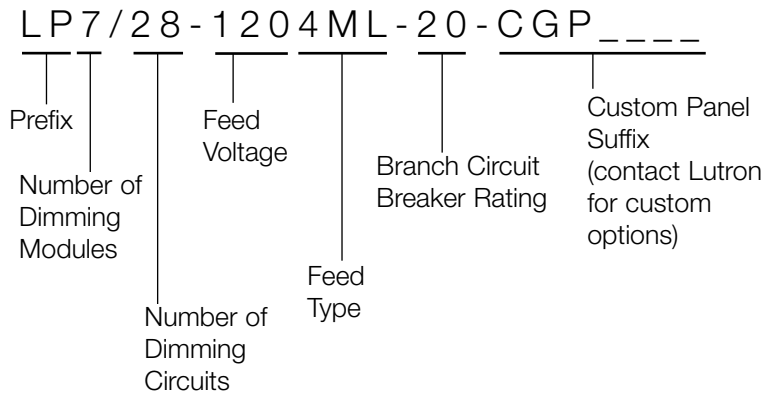 LP7/28-1204ML-20-CGP____
Prefix
Number of
Dimming
Modules
Number of
Dimming
Circuits
Feed
Voltage
Feed
Type
Branch Circuit
Breaker Rating
Custom Panel
Suffix
(contact Lutron
for custom
options)